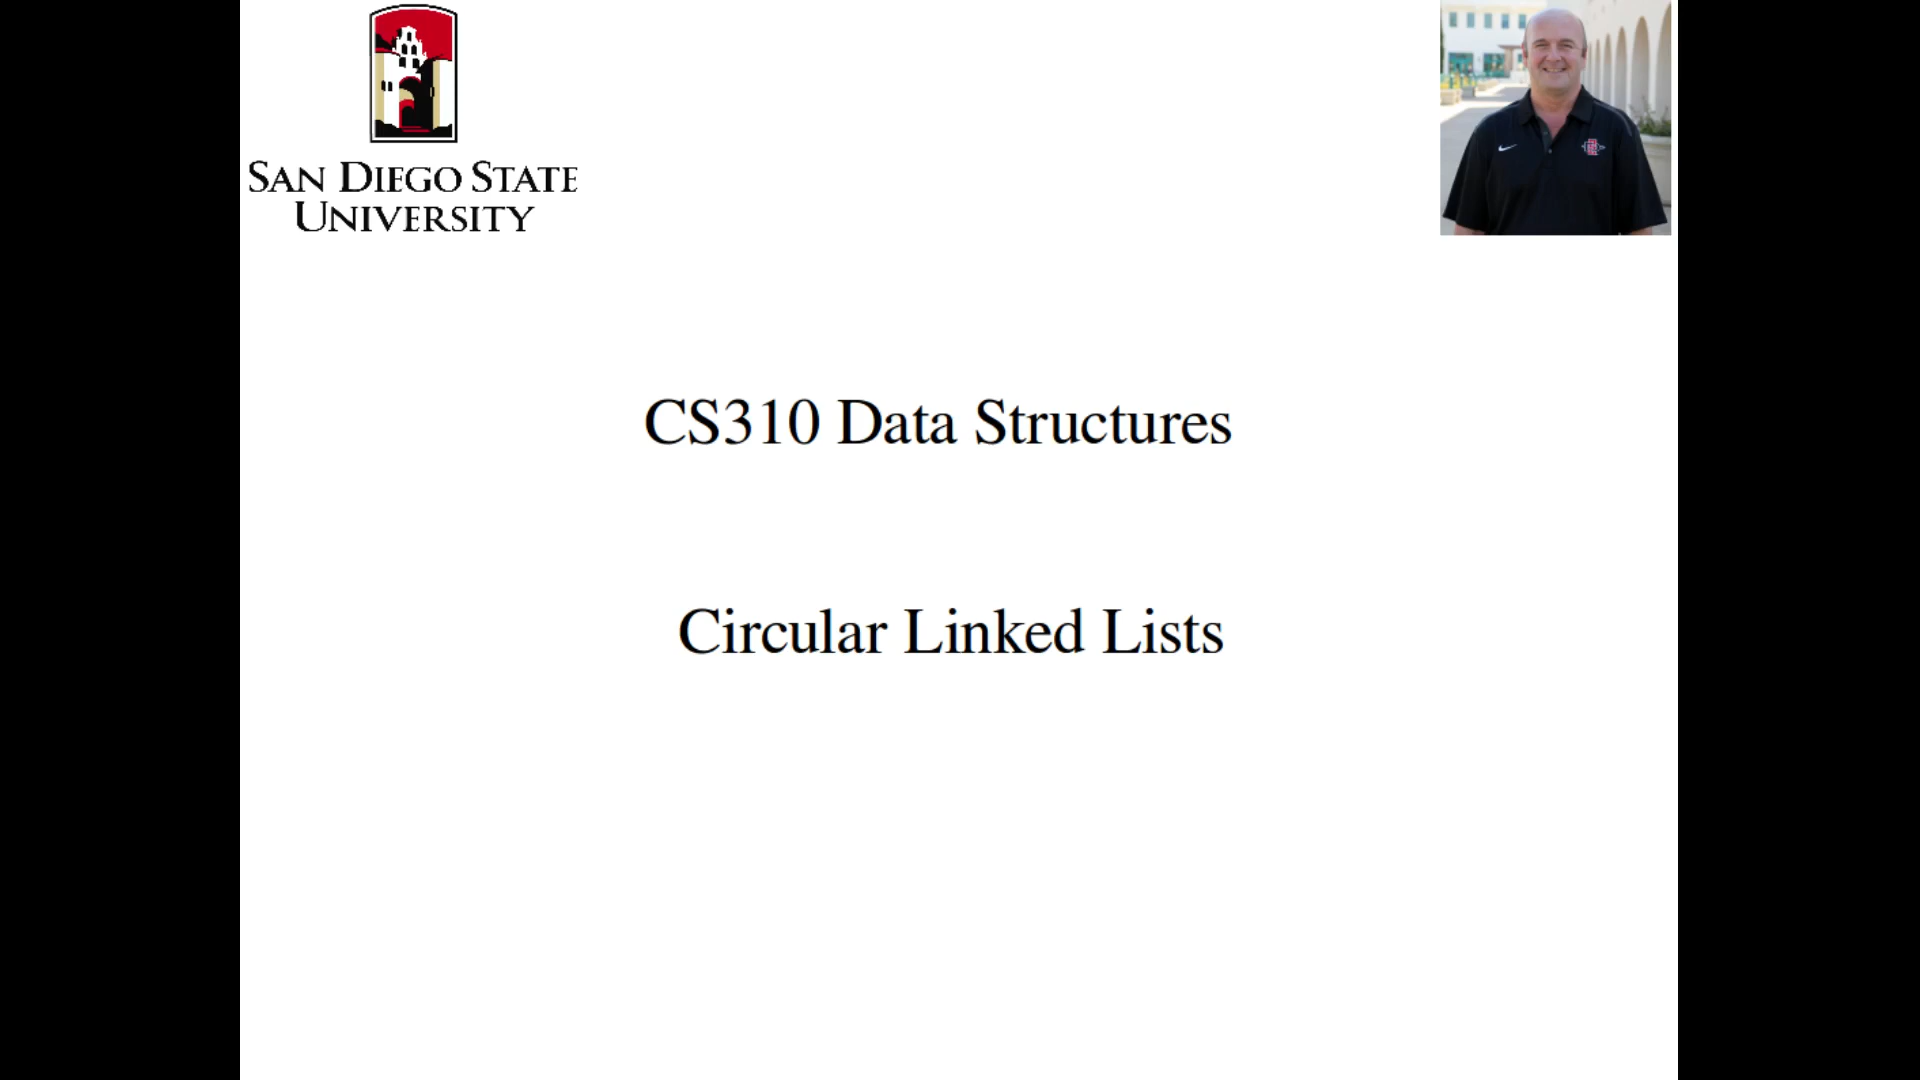 SAN DIEGO STATE
UNIVERSITY
CS310 Data Structures
Circular Linked Lists